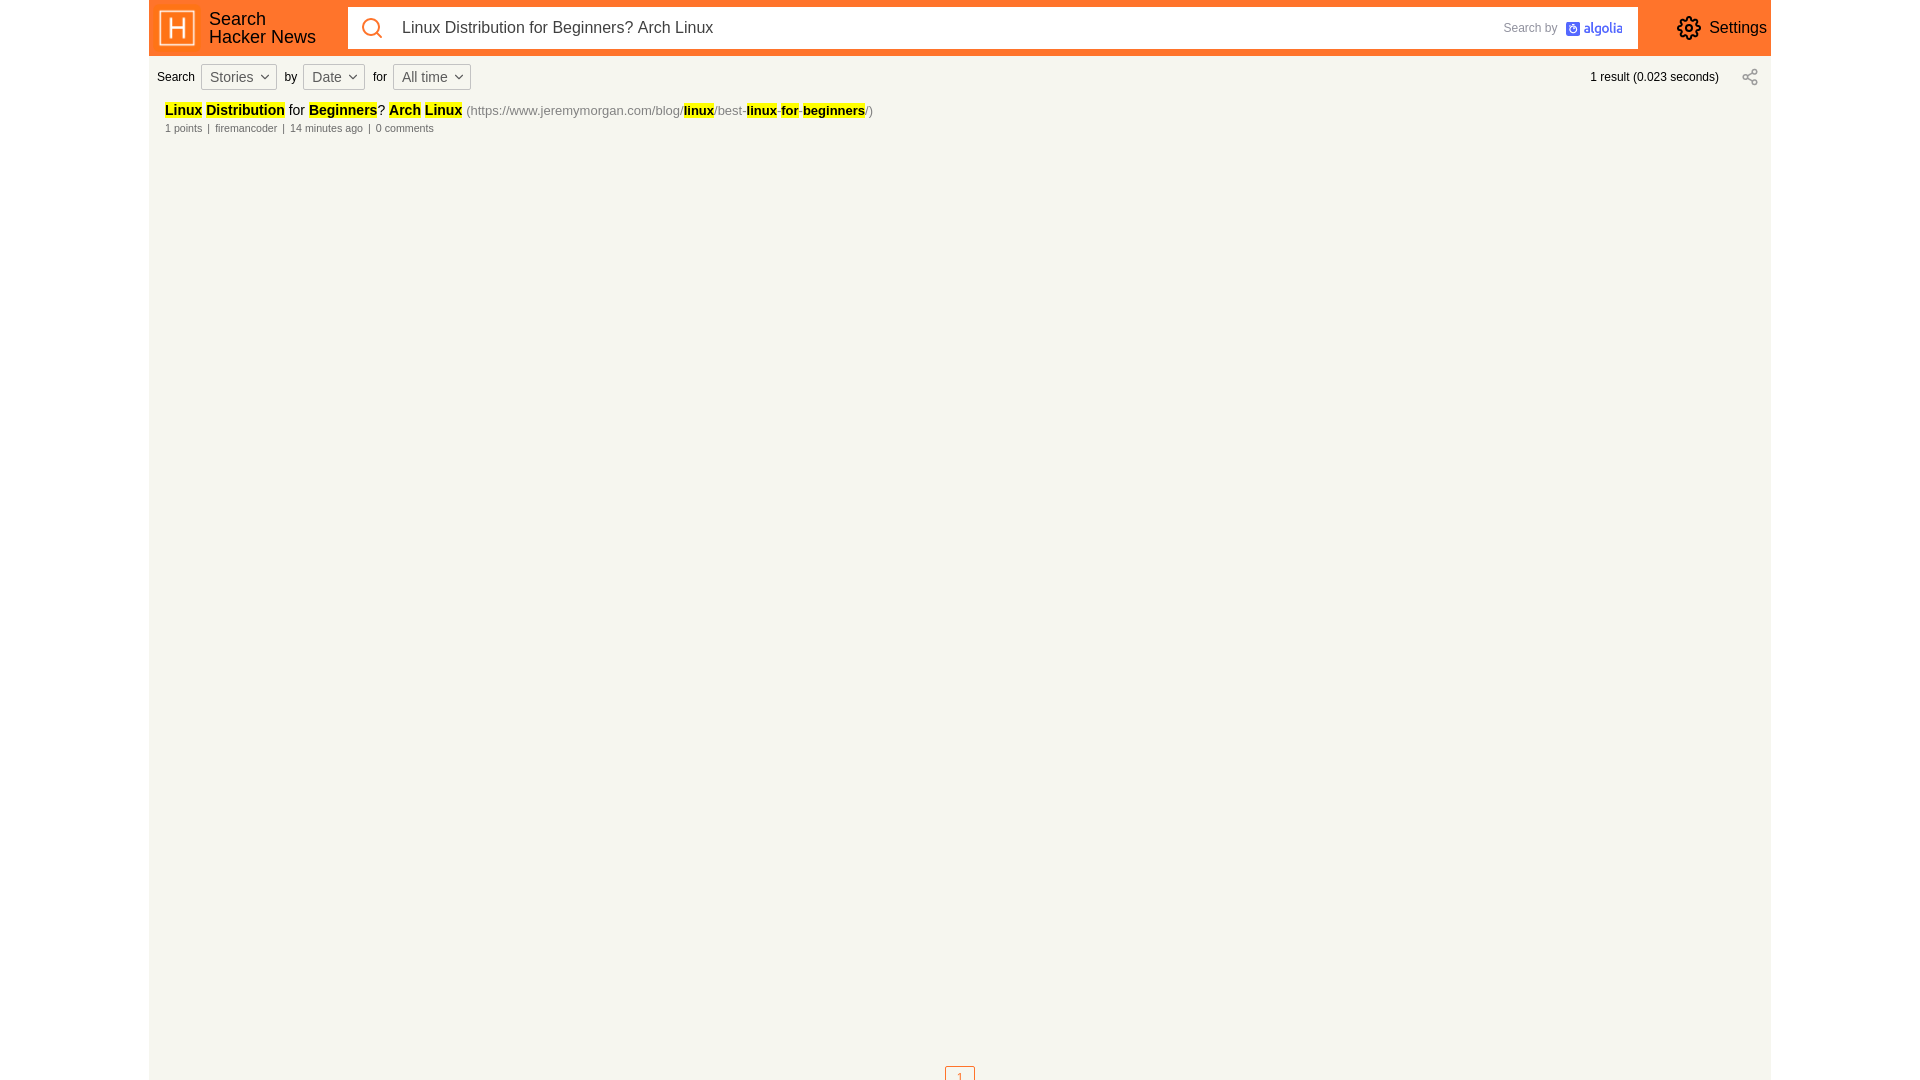 Search
Hacker News
Linux Distribution for Beginners? Arch Linux
Search by algolia
Settings
Search Stories by Date for All time
1 result (0.023 seconds)
Linux Distribution for Beginners? Arch Linux (https://www.jeremymorgan.com/blog/linux/best-linux-for-beginners/)
1 points | firemancoder | 14 minutes ago | 0 comments
1